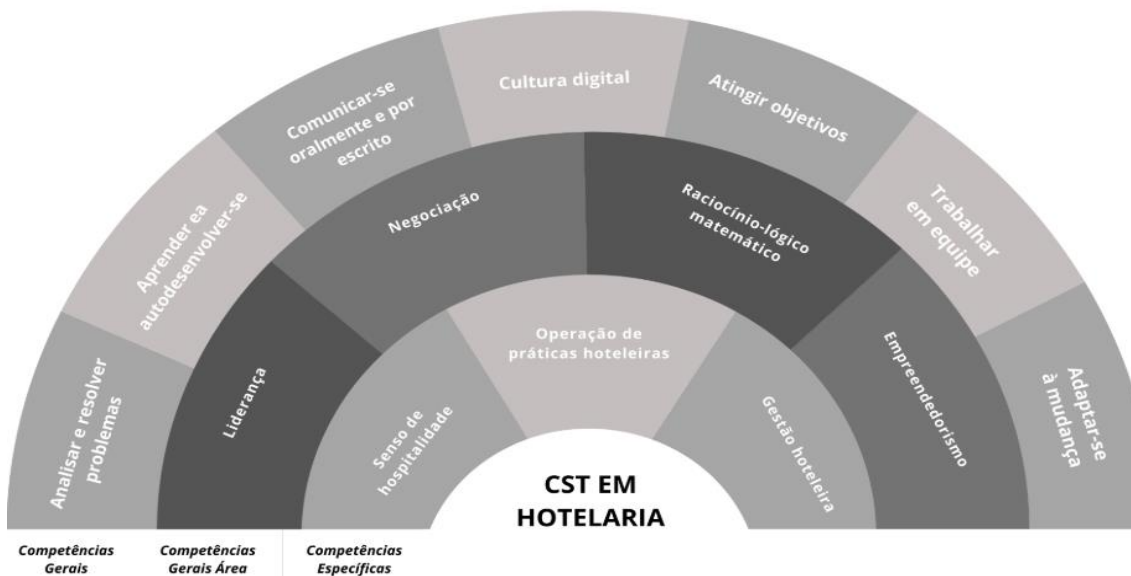 Analisar e resolver
problemas
Aprender ea
autodesenvolver-se
Comunicar-se
oralmente e por
escrito
Cultura digital
Atingir objetivos
Trabalhar
em equipe
Adaptar-se
à mudança
Liderança
Negociação
Raciocínio-lógico
matemático
Empreendedorismo
Senso de
hospitalidade
Operação de
práticas hoteleiras
Gestão hoteleira
CST EM
HOTELARIA
Competências
Gerais
Competências
Gerais Área
Competências
Específicas